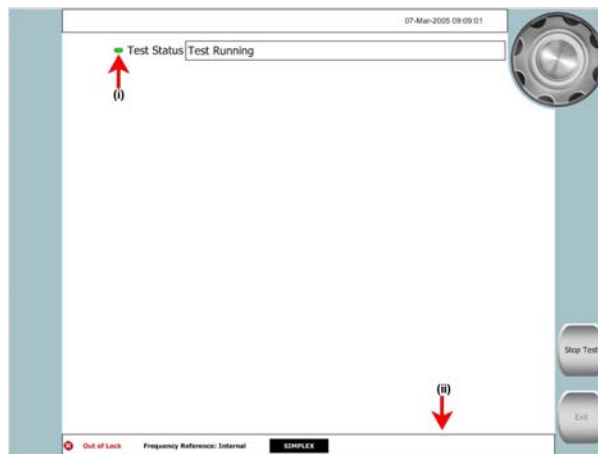 07-Mar-2005 09:09:01
Test Status Test Running
(i)
Stop Test
(ii)
Exit
Out of Lock Frequency Reference: Internal SIMPLEX